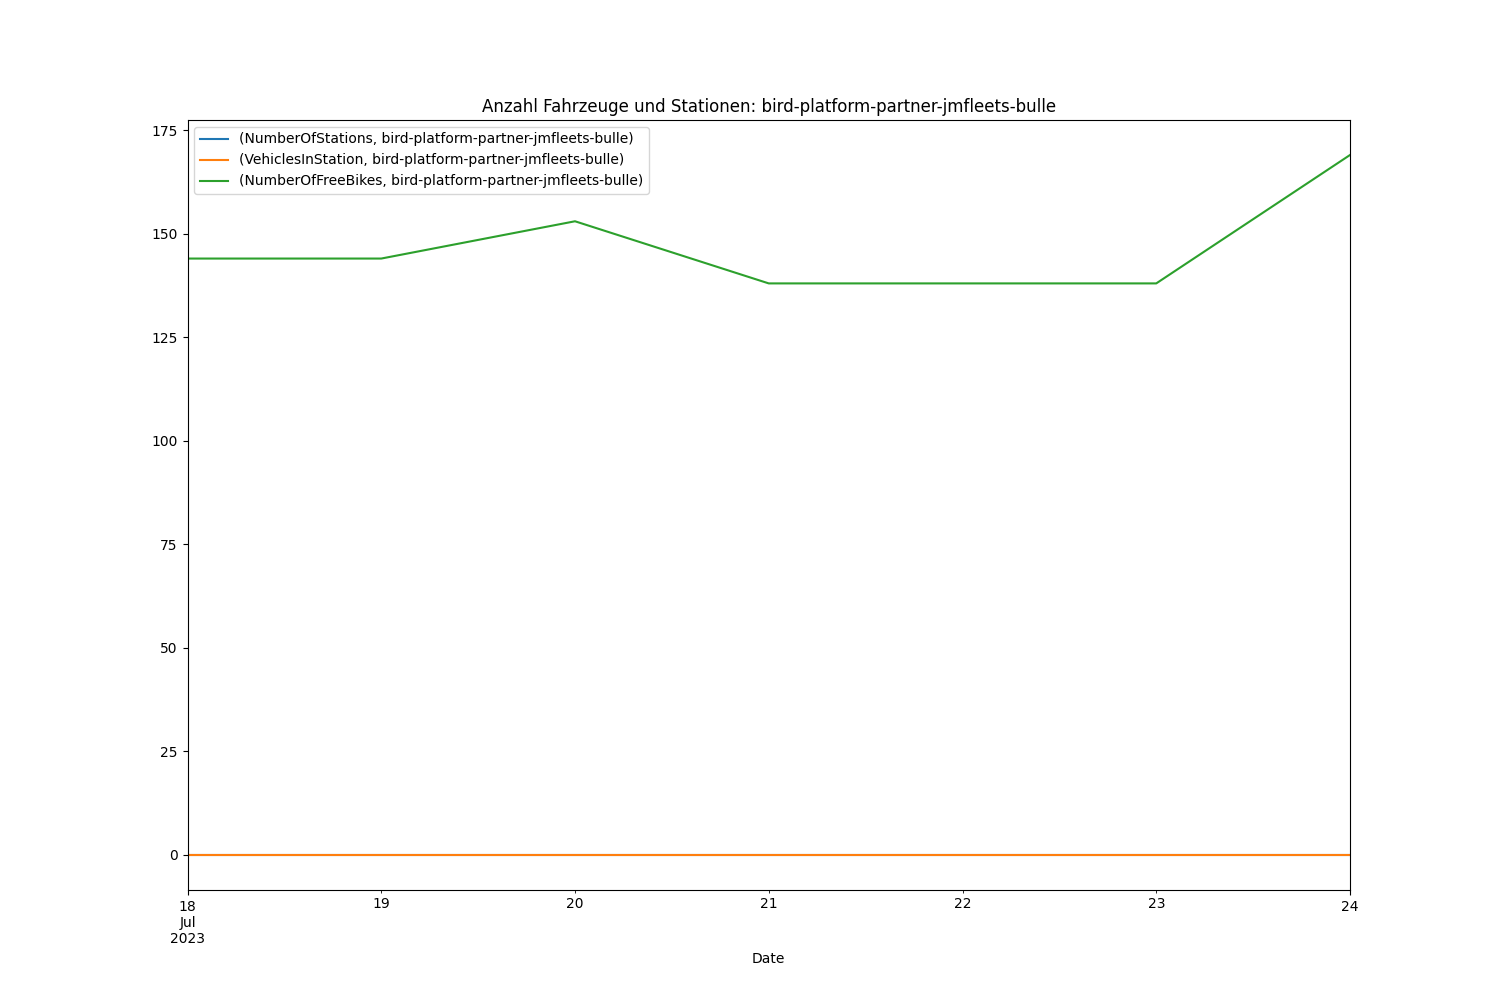 Anzahl Fahrzeuge und Stationen: bird-platform-partner-jmfleets-bulle
(NumberOfStations, bird-platform-partner-jmfleets-bulle)
(VehiclesInStation, bird-platform-partner-jmfleets-bulle)
(NumberOfFreeBikes, bird-platform-partner-jmfleets-bulle)
175
150
125
100
75
50
25
0
18 19 20 21 22 23 24
Jul
2023
Date